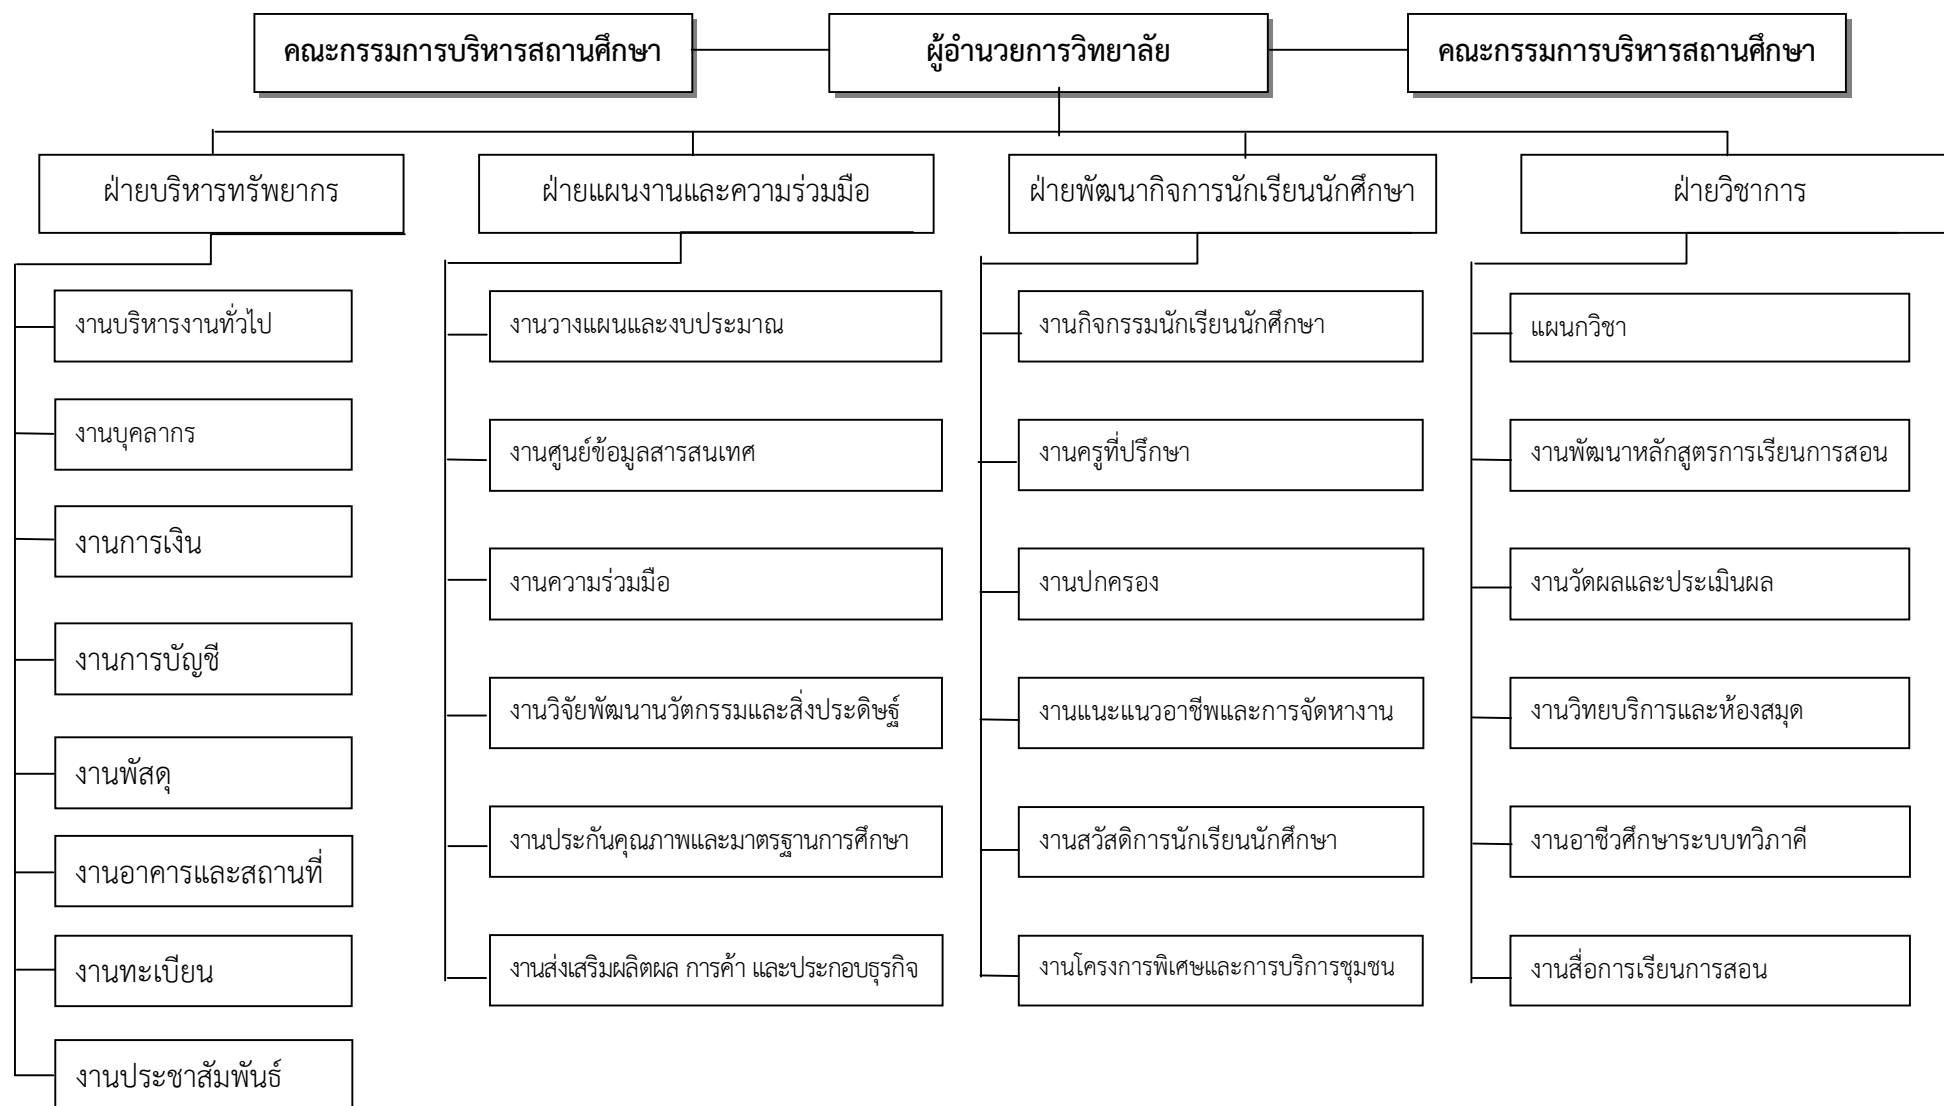 คณะกรรมการบริหารสถานศึกษา
ผู้อำนวยการวิทยาลัย
คณะกรรมการบริหารสถานศึกษา
ฝ่ายบริหารทรัพยากร
ฝ่ายแผนงานและความร่วมมือ
ฝ่ายพัฒนากิจการนักเรียนนักศึกษา
ฝ่ายวิชาการ
งานบริหารงานทั่วไป
งานบุคลากร
งานการเงิน
งานการบัญชี
งานพัสดุ
งานอาคารและสถานที่
งานทะเบียน
งานประชาสัมพันธ์
งานวางแผนและงบประมาณ
งานศูนย์ข้อมูลสารสนเทศ
งานความร่วมมือ
งานวิจัยพัฒนานวัตกรรมและสิ่งประดิษฐ์
งานประกันคุณภาพและมาตรฐานการศึกษา
งานส่งเสริมผลิตผล การค้า และประกอบธุรกิจ
งานกิจกรรมนักเรียนนักศึกษา
งานครูที่ปรึกษา
งานปกครอง
งานแนะแนวอาชีพและการจัดหางาน
งานสวัสดิการนักเรียนนักศึกษา
งานโครงการพิเศษและการบริการชุมชน
แผนกวิชา
งานพัฒนาหลักสูตรการเรียนการสอน
งานวัดผลและประเมินผล
งานวิทยบริการและห้องสมุด
งานอาชีวศึกษาระบบทวิภาคี
งานสื่อการเรียนการสอน